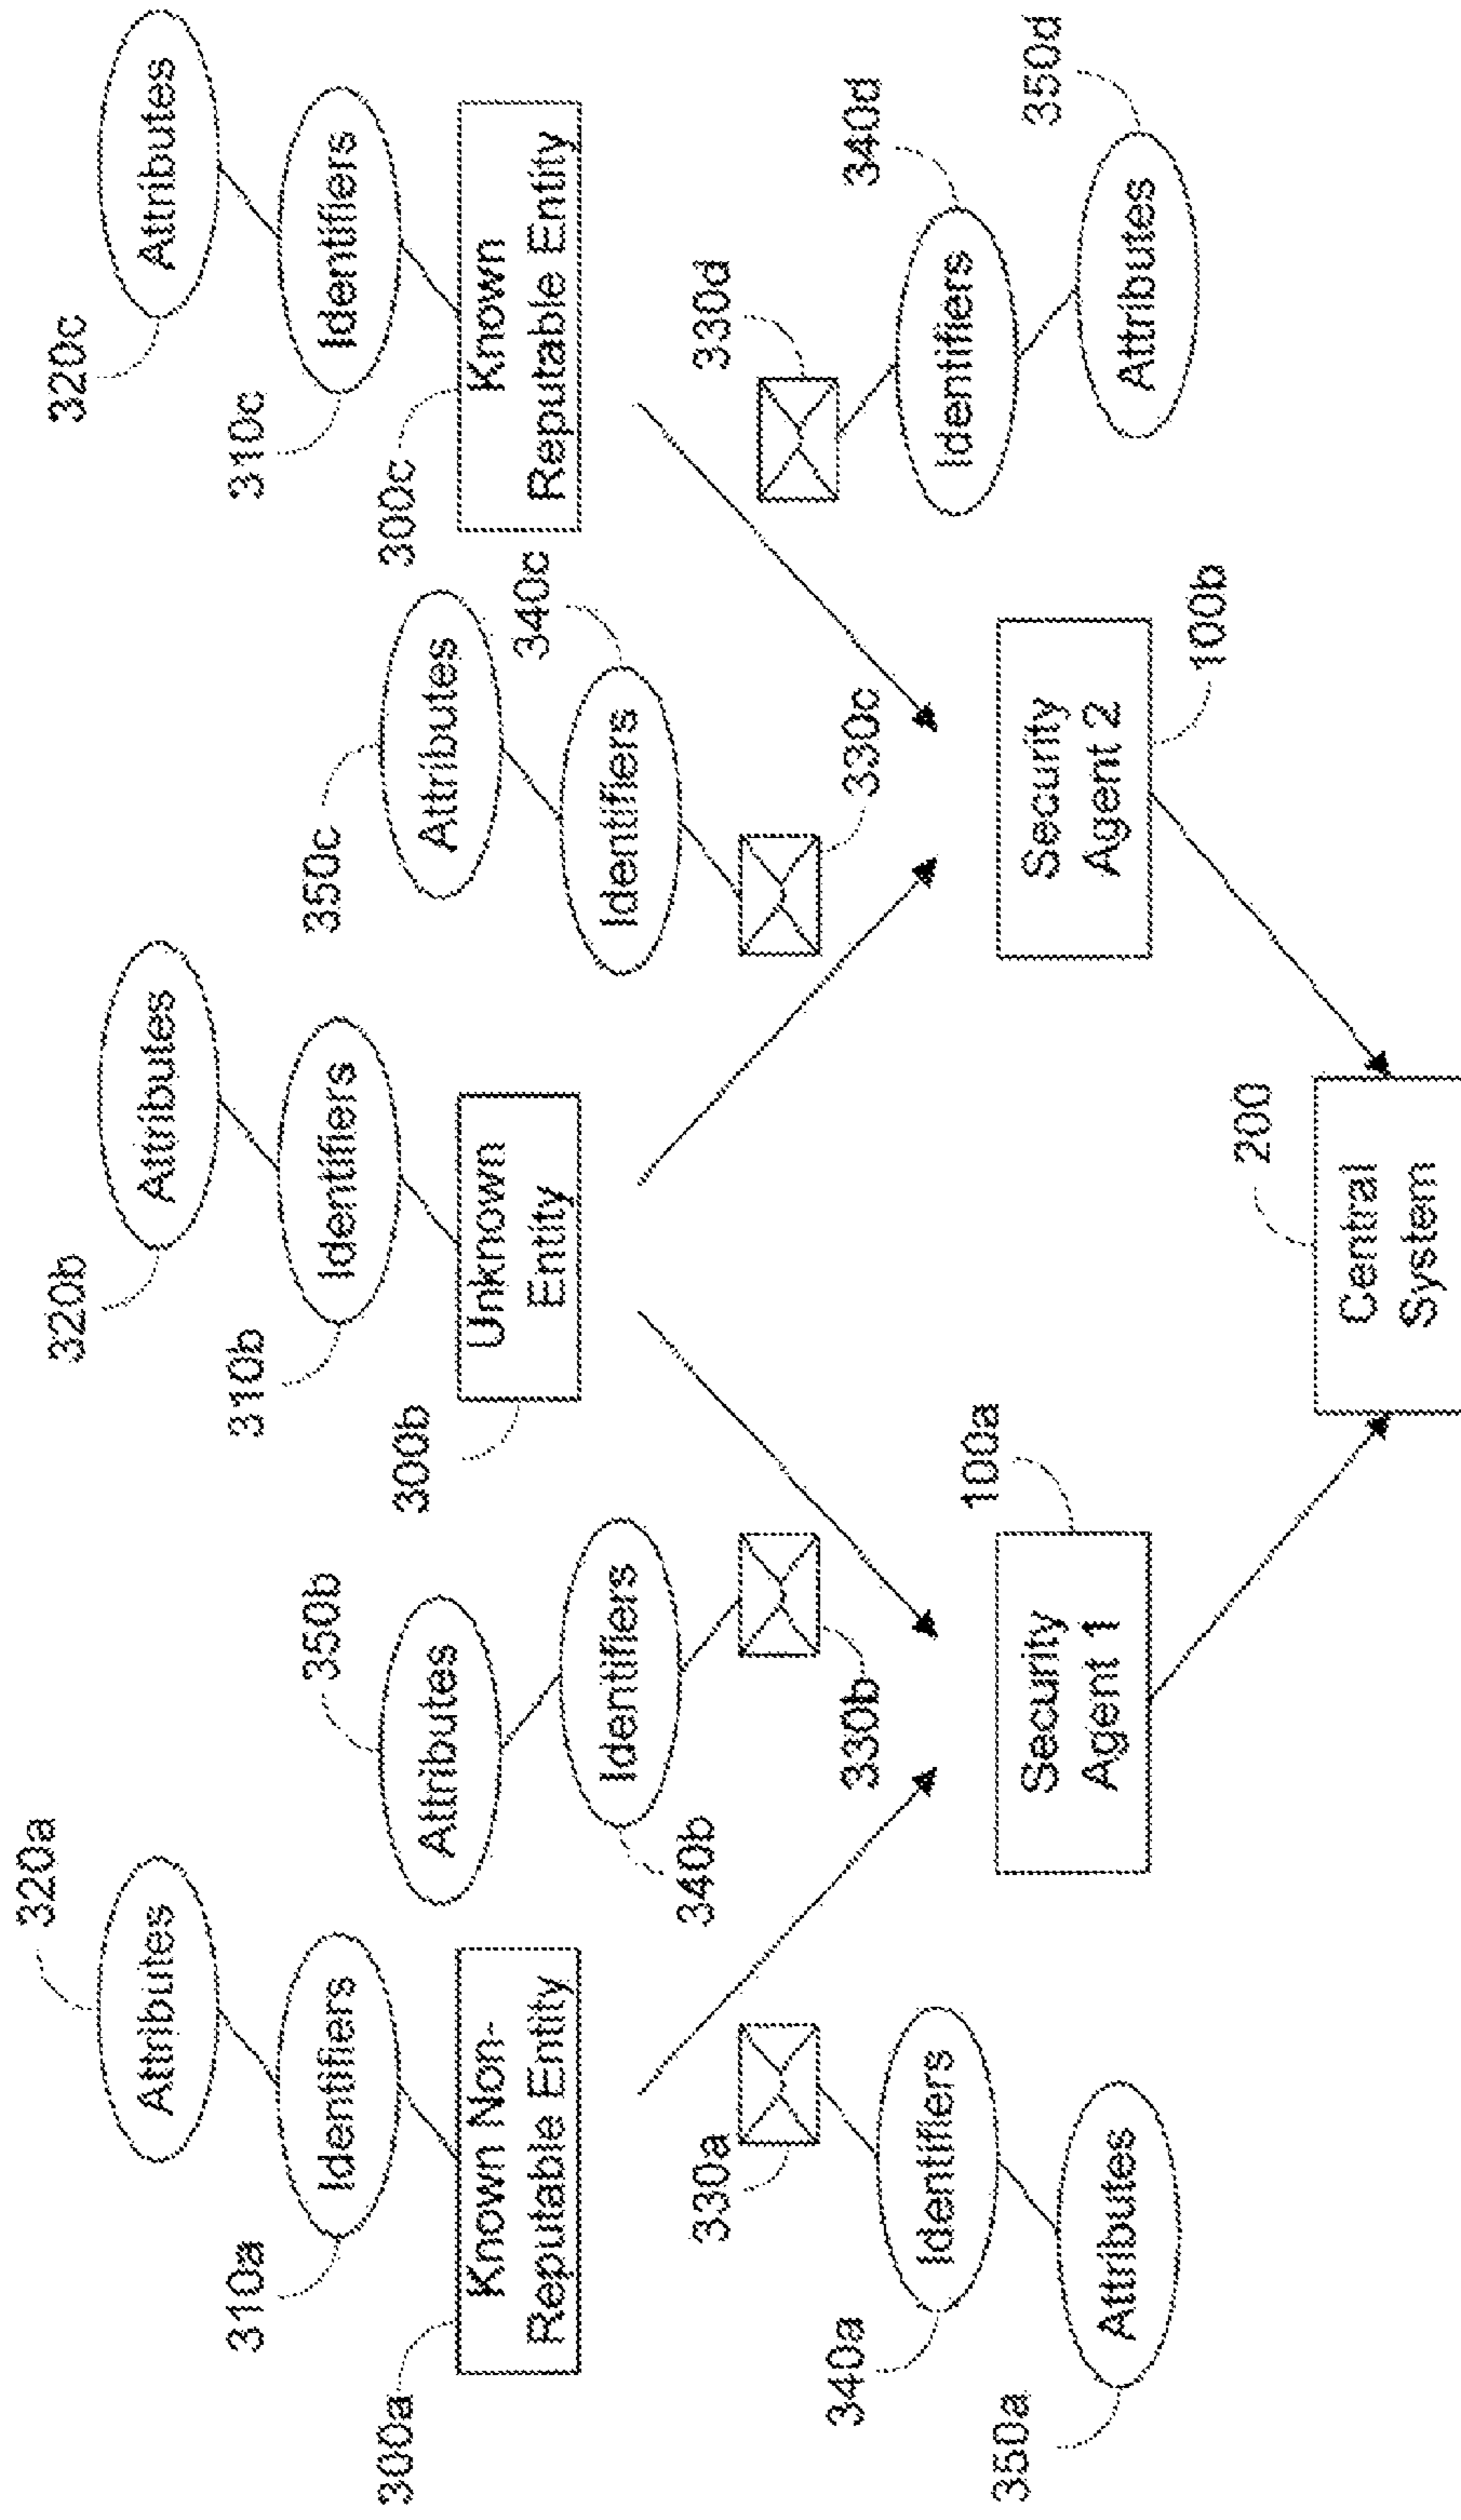 320a
320b
320c
Attributes
Attributes
Attributes
310a
310b
310c
Identifiers
Identifiers
Identifiers
300a
Known Non-
Reputable Entity
300b
Unknown
Entity
300c
Known
Reputable Entity
350b
Attributes
350c
Attributes
340b
Identifiers
340c
Identifiers
330a
330b
330c
330d
340a
Identifiers
340d
Identifiers
350a
Attributes
350d
Attributes
100a
Security
Agent 1
Security
Agent 2
100b
200
Central
System